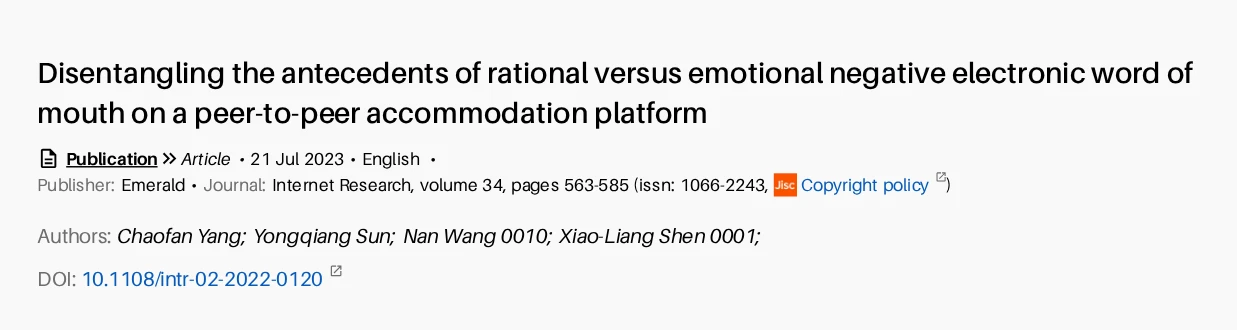 Disentangling the antecedents of rational versus emotional negative electronic word of
mouth on a peer-to-peer accommodation platform
Publication » Article • 21 Jul 2023 • English •
Publisher: Emerald • Journal: Internet Research, volume 34, pages 563-585 (issn: 1066-2243, Jisc Copyright policy )
Authors: Chaofan Yang; Yongqiang Sun; Nan Wang 0010; Xiao-Liang Shen 0001;
DOI: 10.1108/intr-02-2022-0120